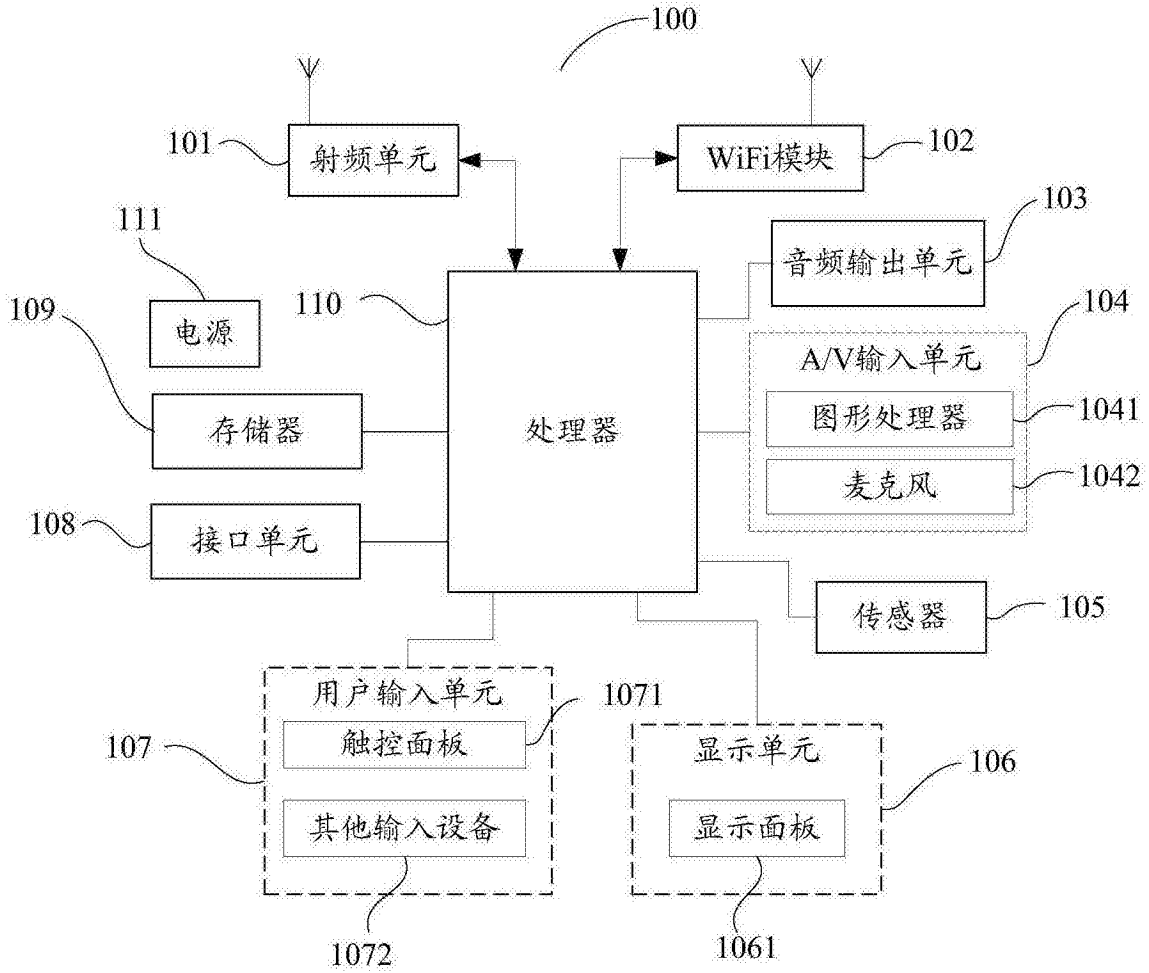 100
101
射频单元
WiFi模块
102
103
音频输出单元
111
电源
110
109
104
A/V输入单元
图形处理器
1041
存储器
处理器
麦克风
1042
108
接口单元
传感器
105
用户输入单元
1071
触控面板
107
其他输入设备
1072
显示单元
106
显示面板
1061